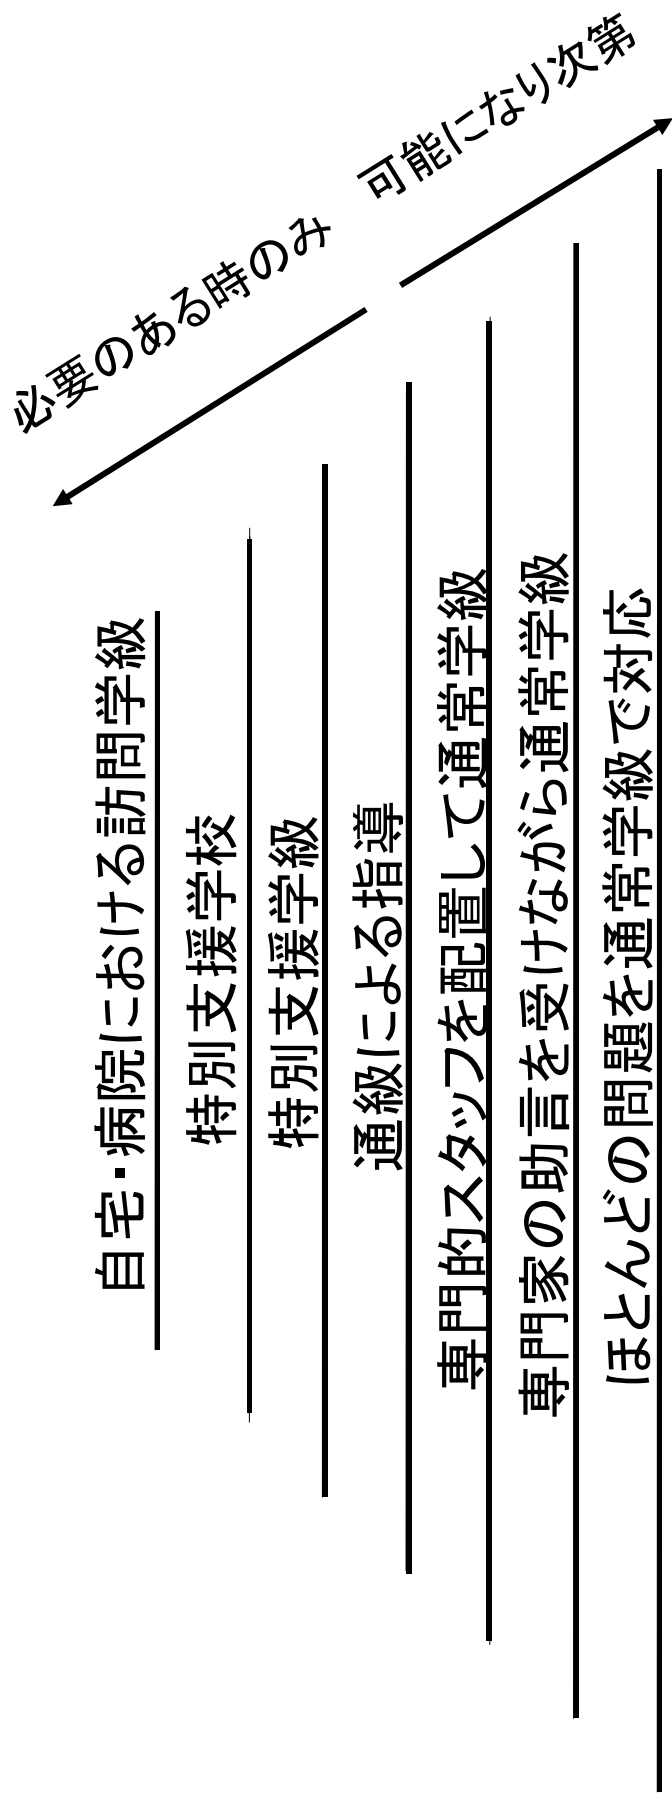 必要のある時のみ
可能になり次第
自宅・病院における訪問学級
特別支援学校
特別支援学級
通級による指導
専門的スタッフを配置して通常学級
専門家の助言を受けながら通常学級
ほとんどの問題を通常学級で対応